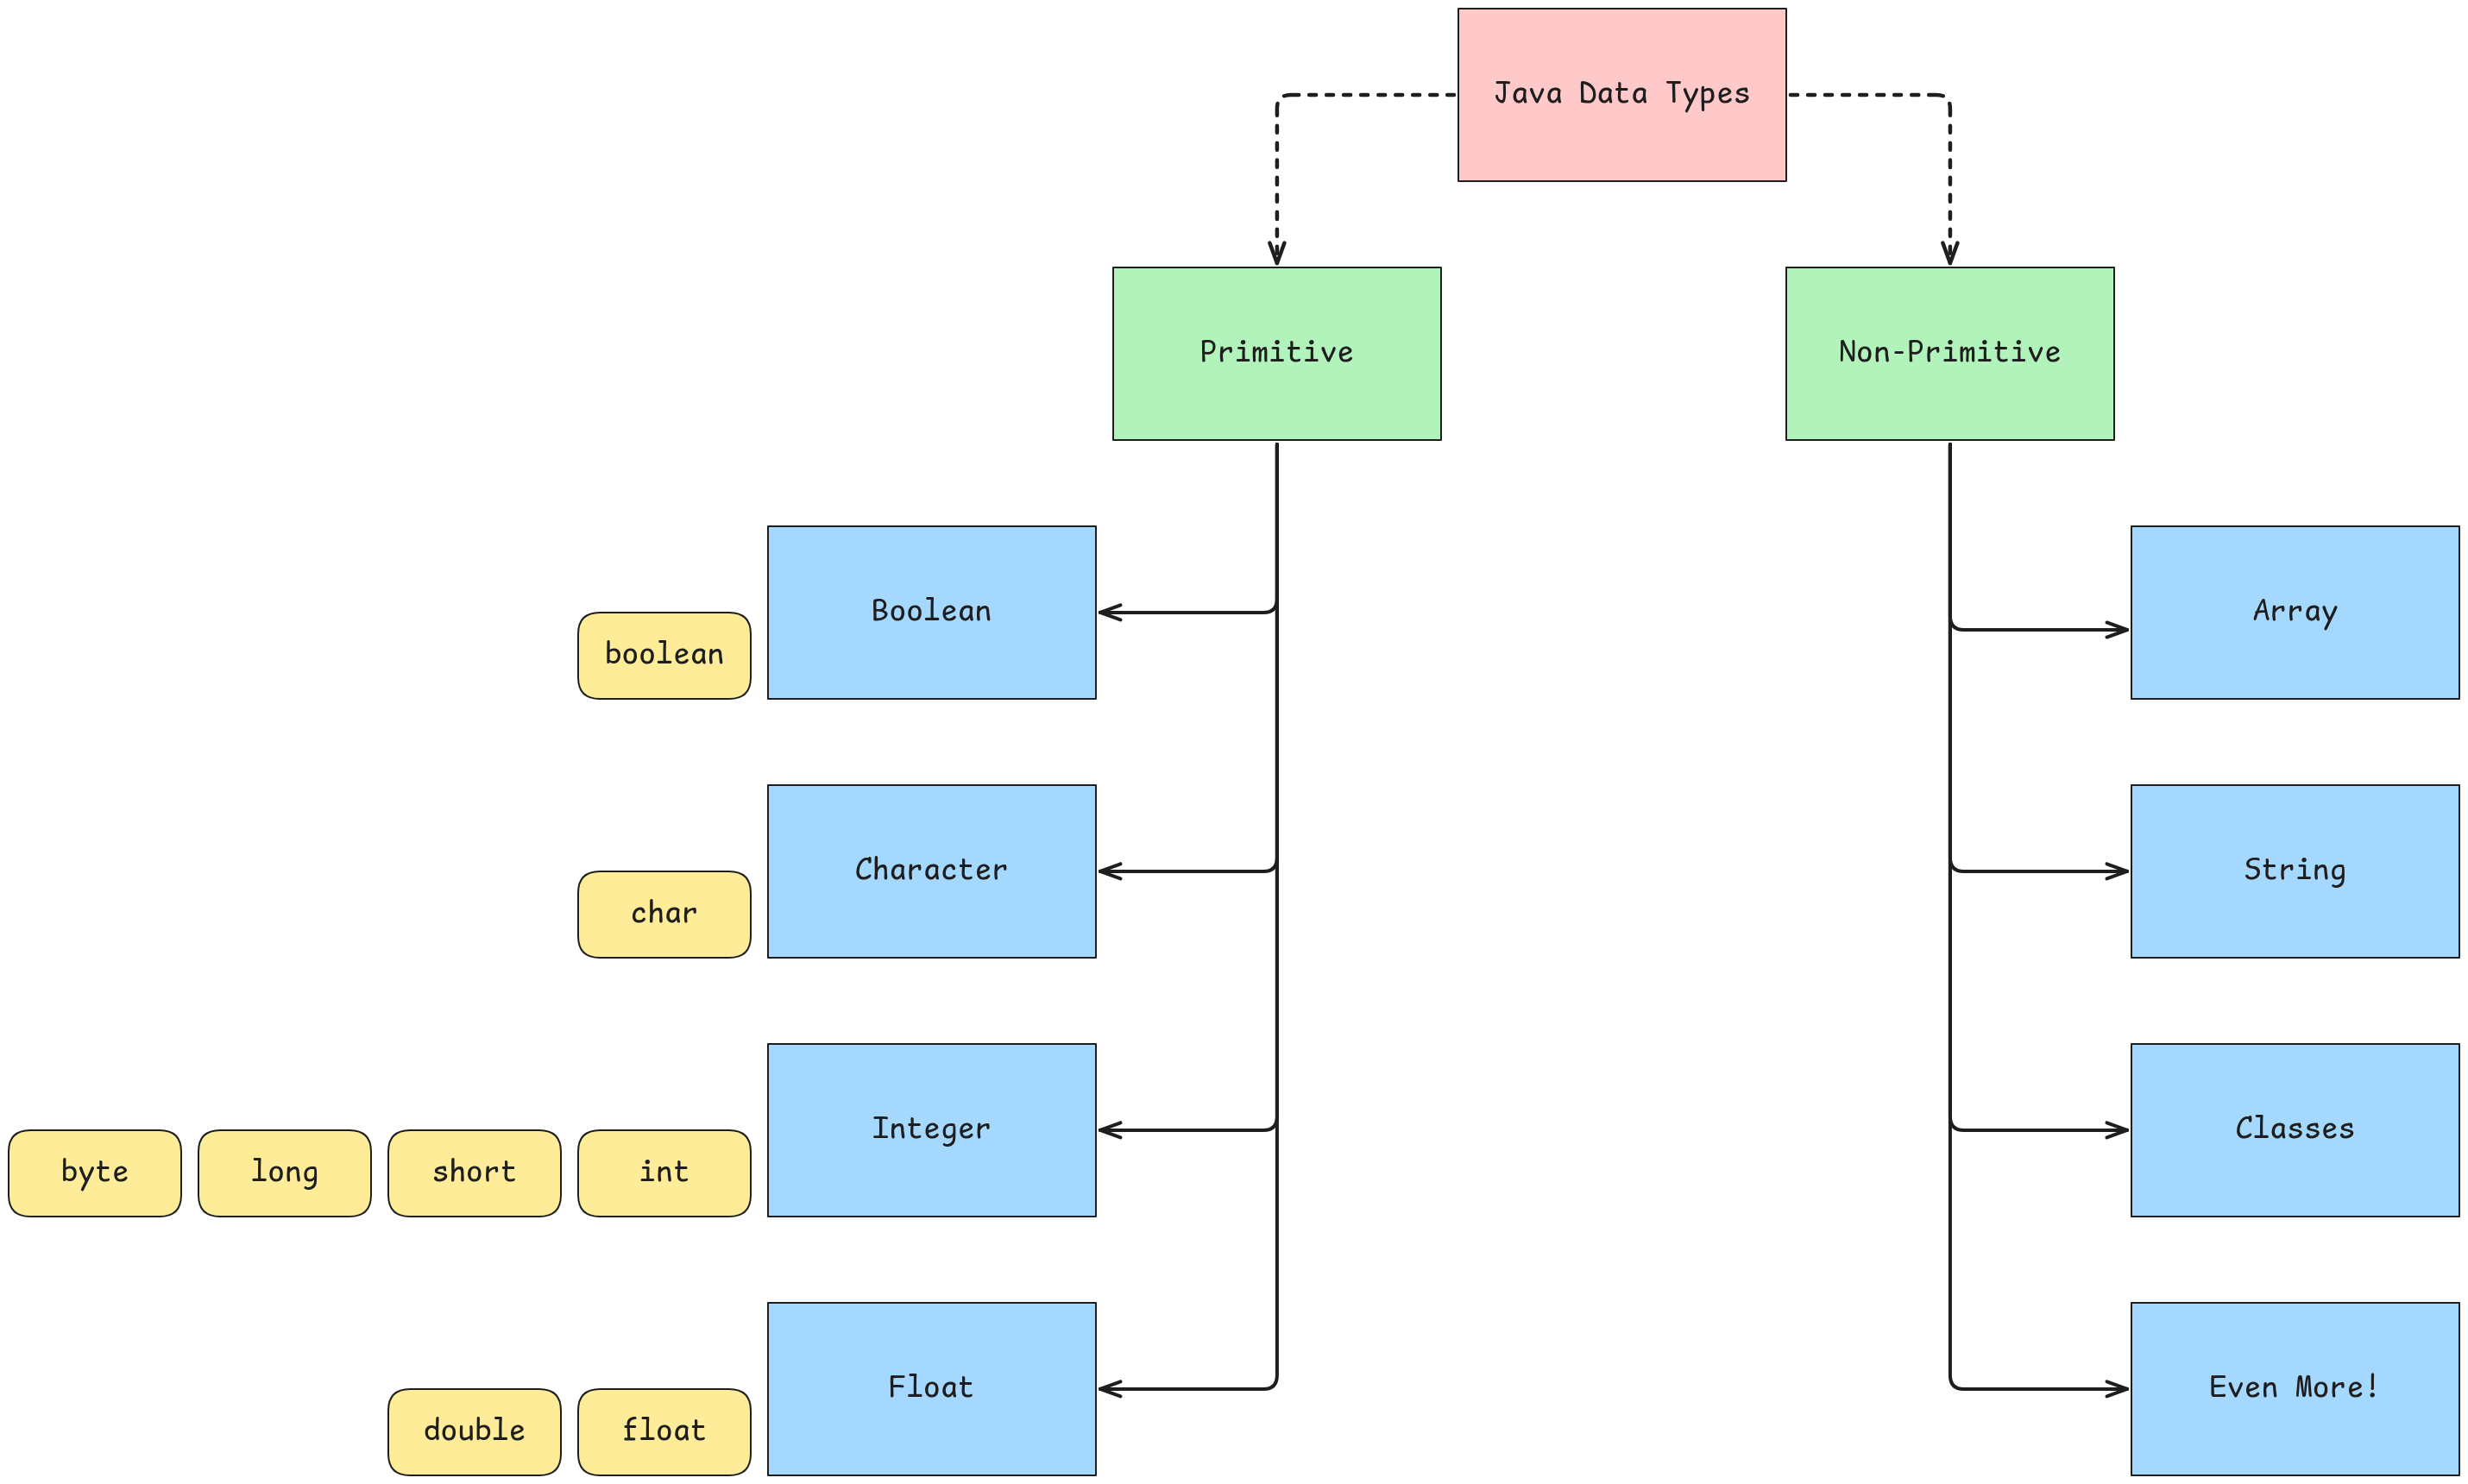 Java Data Types
Primitive
Non-Primitive
Boolean
Array
boolean
Character
String
char
Integer
Classes
byte
long
short
int
Float
Even More!
double
float